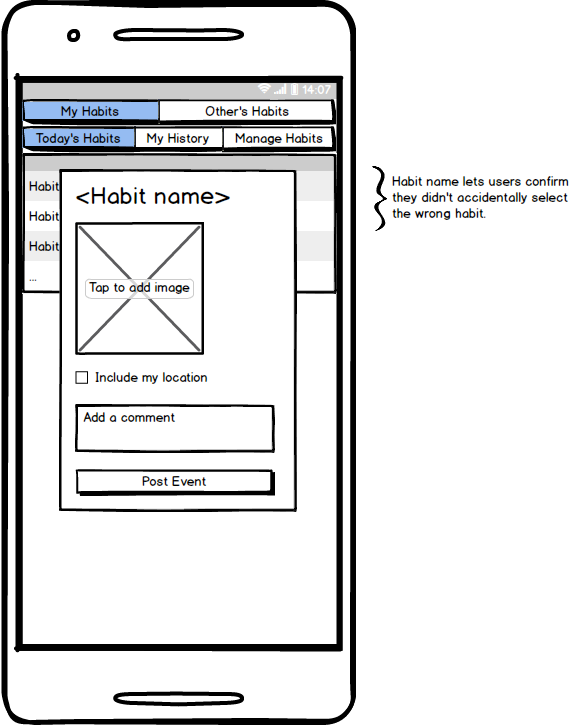 14:07
My Habits
Other's Habits
Today's Habits
My History
Manage Habits
Habit
Habit
Habit
...
<Habit name>
Tap to add image
Include my location
Add a comment
Post Event
Habit name lets users confirm
they didn't accidentally select
the wrong habit.